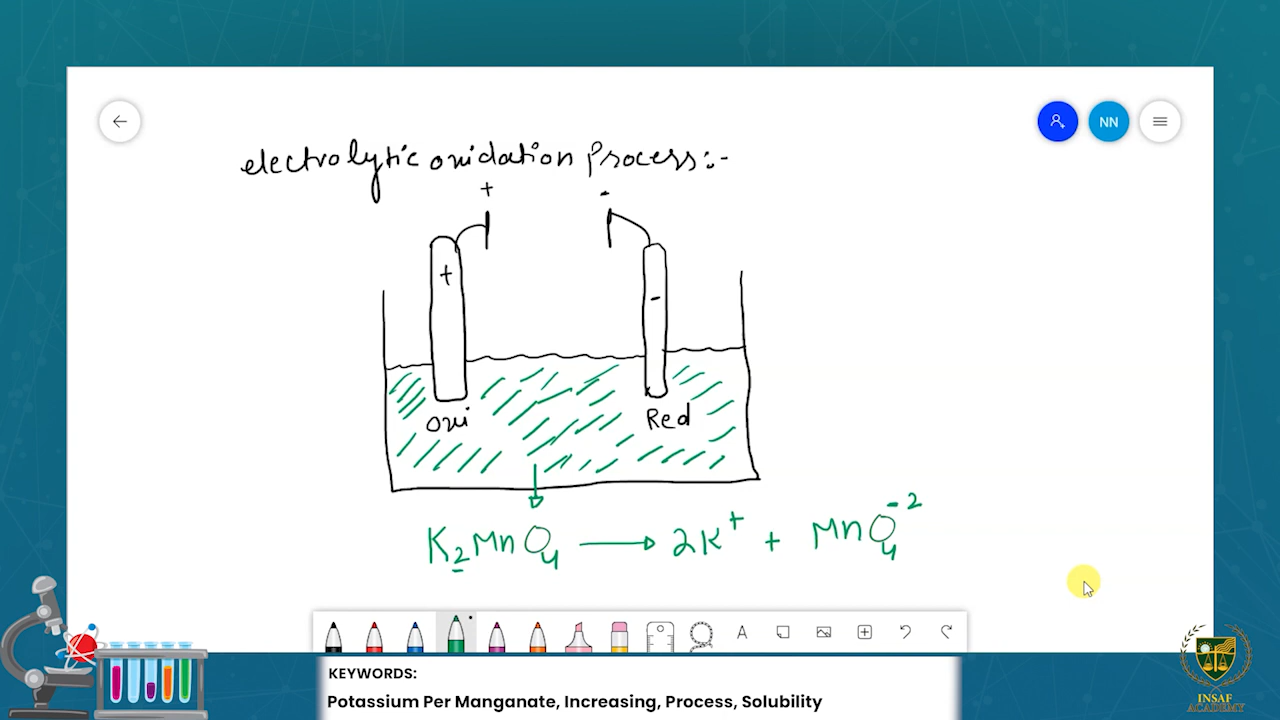 NN
electrolytic oxidation Process:-
+ -
+ -
Oxi Red
K₂MnO₄ → 2K⁺ + MnO₄⁻²
A
KEYWORDS:
Potassium Per Manganate, Increasing, Process, Solubility
INSAF
ACADEMY